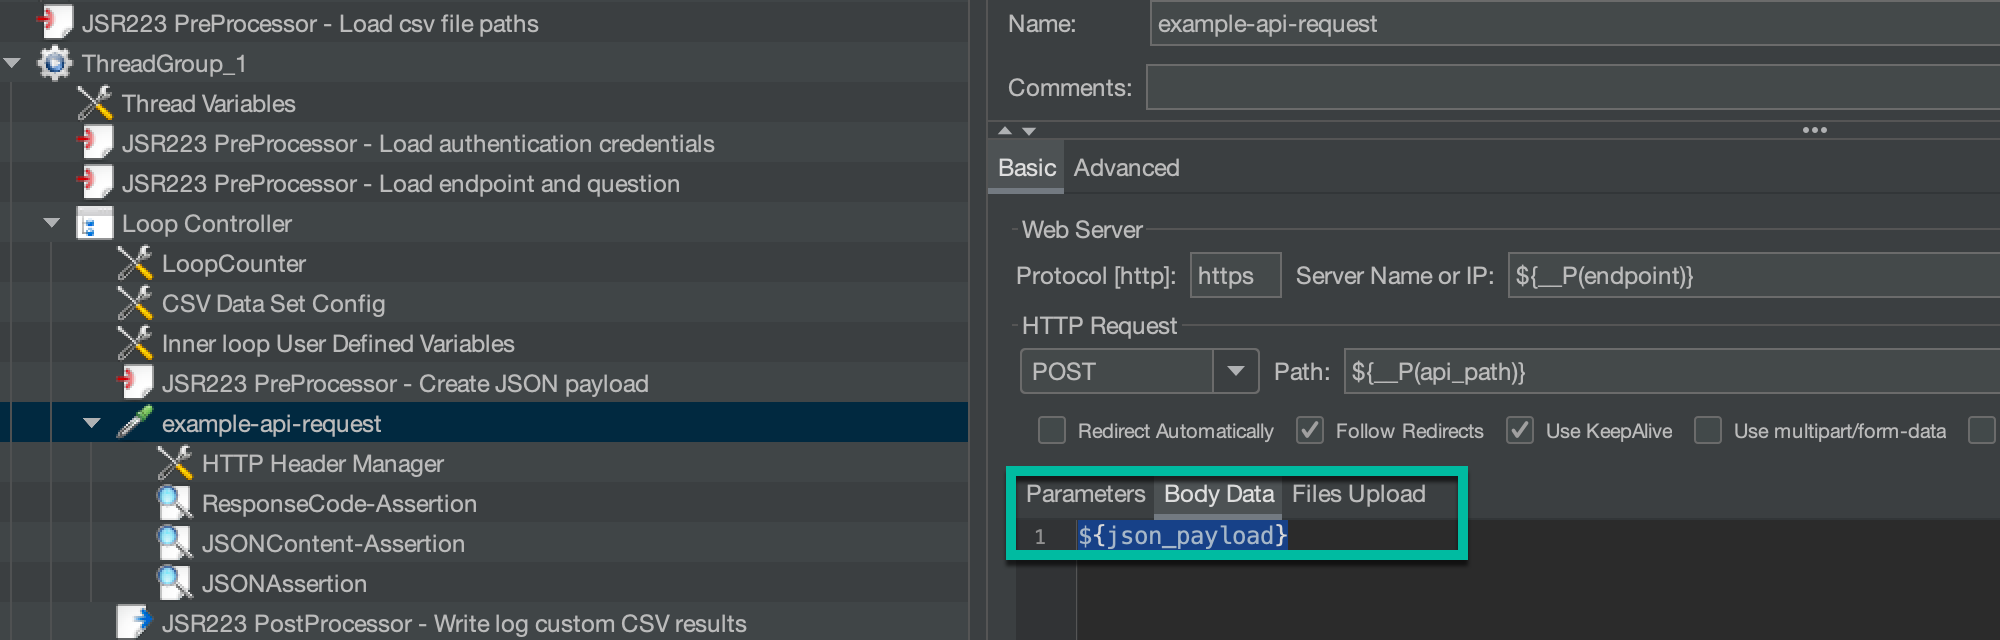 JSR223 PreProcessor - Load csv file paths
ThreadGroup_1
Thread Variables
JSR223 PreProcessor - Load authentication credentials
JSR223 PreProcessor - Load endpoint and question
Loop Controller
LoopCounter
CSV Data Set Config
Inner loop User Defined Variables
JSR223 PreProcessor - Create JSON payload
example-api-request
HTTP Header Manager
ResponseCode-Assertion
JSONContent-Assertion
JSONAssertion
JSR223 PostProcessor - Write log custom CSV results
Name: example-api-request
Comments:
Basic Advanced
Web Server
Protocol [http]: https Server Name or IP: ${__P(endpoint)}
HTTP Request
POST Path: ${__P(api_path)}
Redirect Automatically Follow Redirects Use KeepAlive Use multipart/form-data
Parameters Body Data Files Upload
1 ${json_payload}